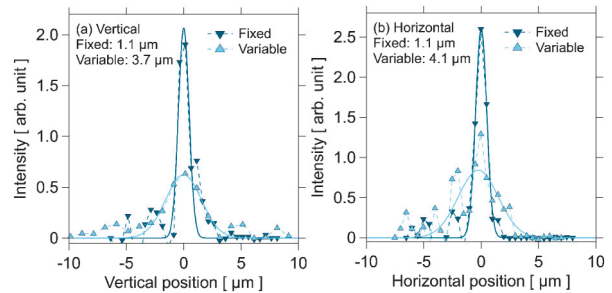 (a) Vertical
Fixed: 1.1 µm
Variable: 3.7 µm
Fixed
Variable
2.0
1.5
1.0
0.5
0
Intensity [ arb. unit ]
-10 -5 0 5 10
Vertical position [ µm ]
(b) Horizontal
Fixed: 1.1 µm
Variable: 4.1 µm
Fixed
Variable
2.5
2.0
1.5
1.0
0.5
0
Intensity [ arb. unit ]
-10 -5 0 5 10
Horizontal position [ µm ]